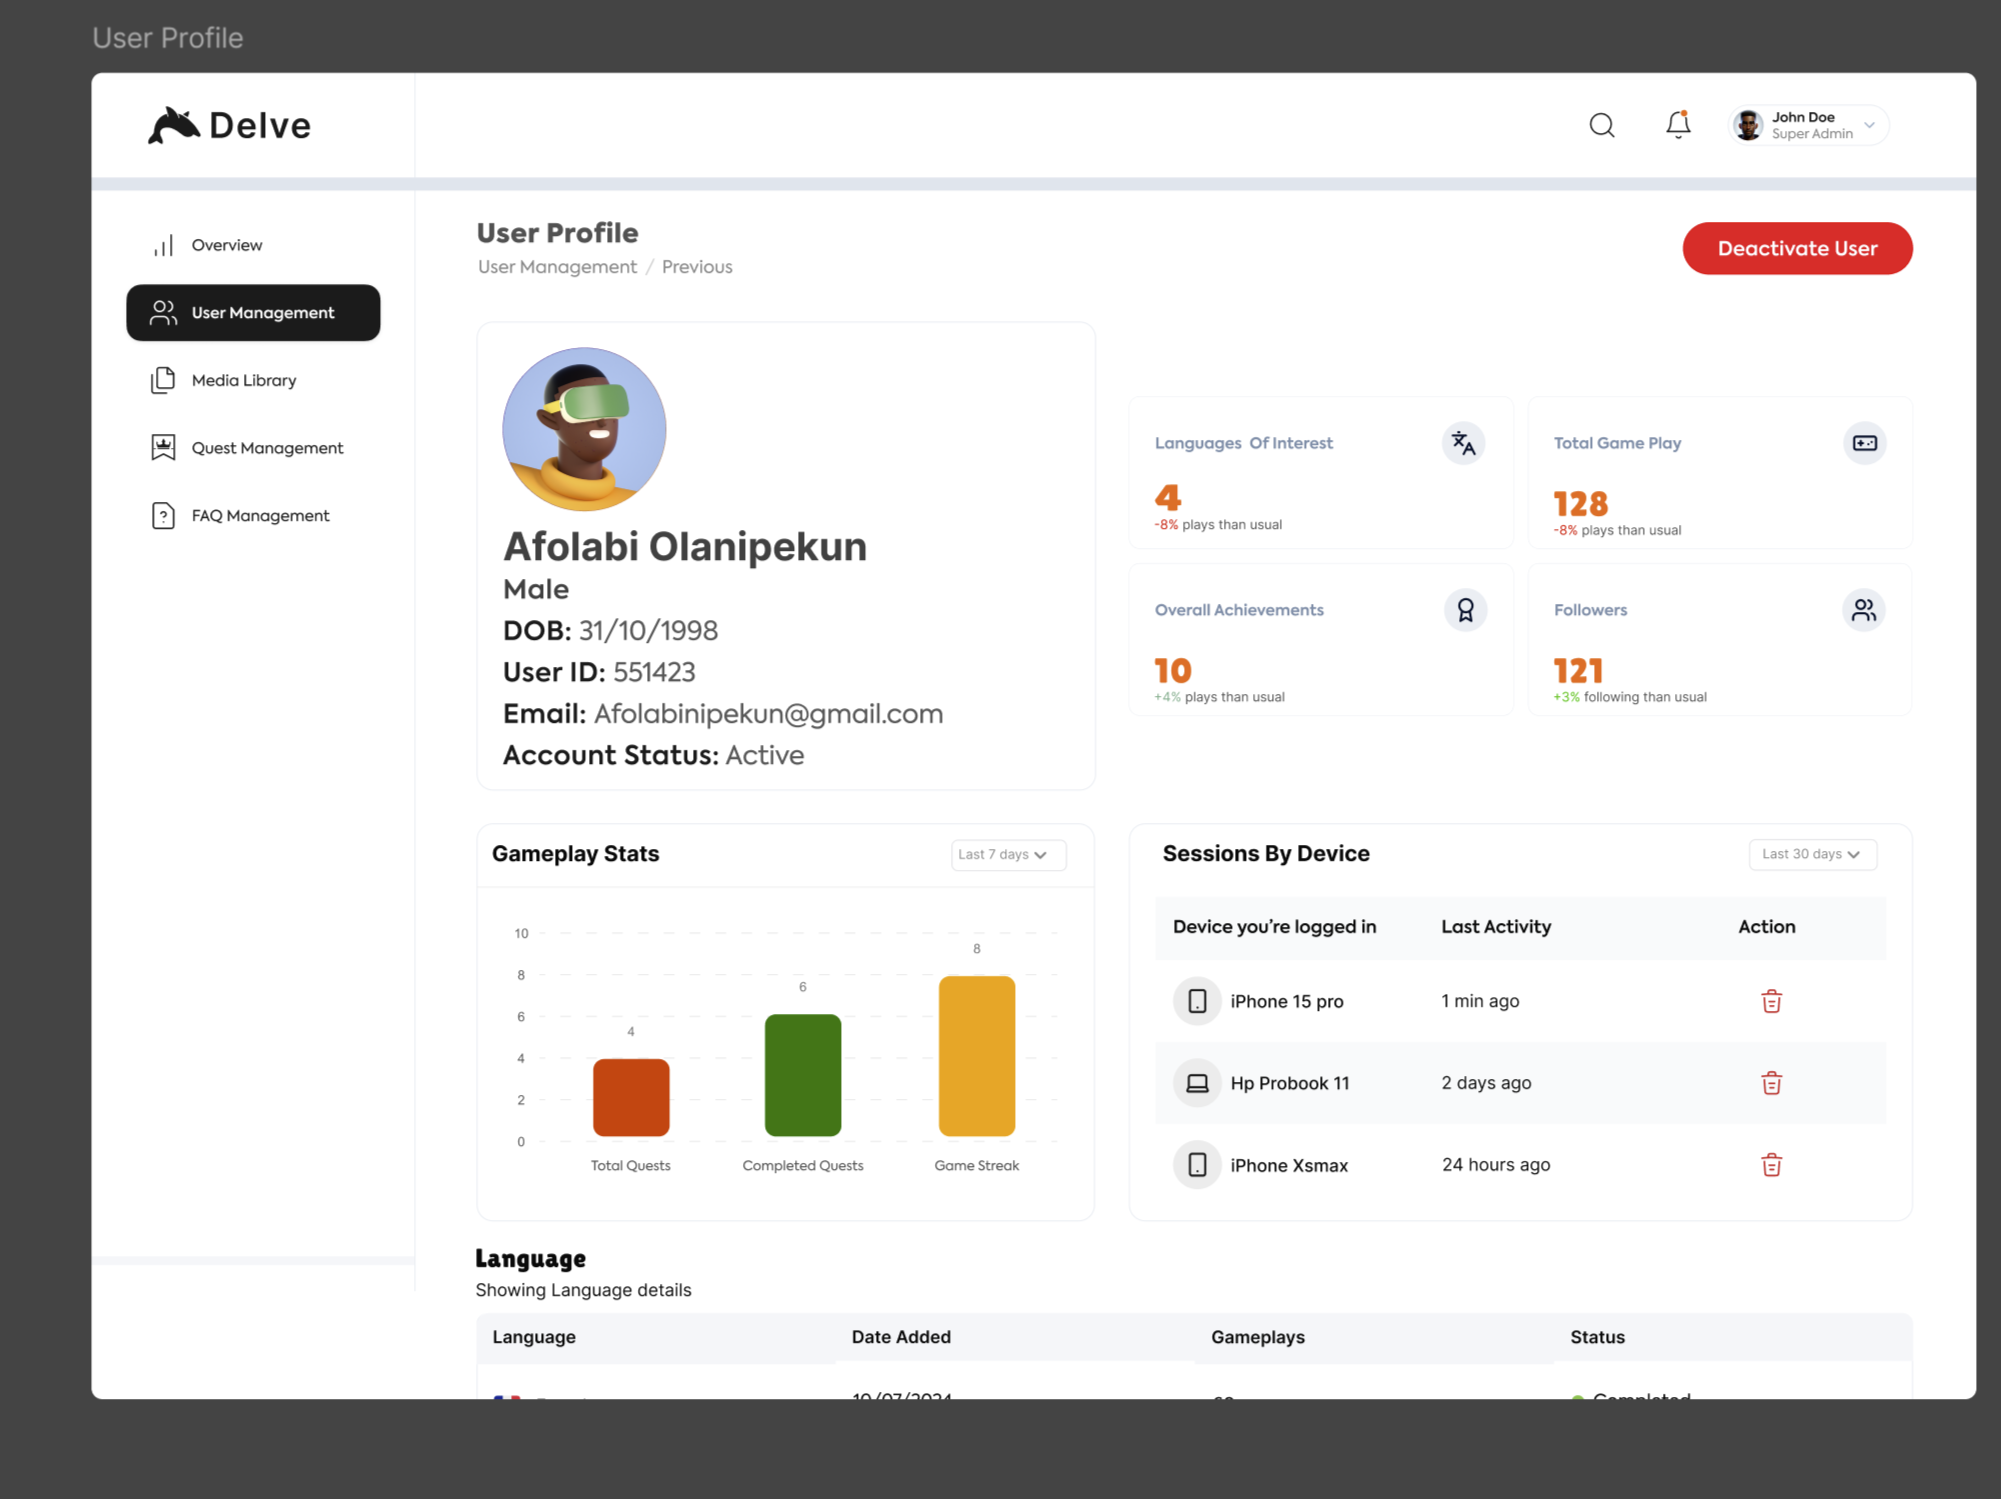 User Profile
Delve
John Doe
Super Admin
Overview
User Management
Media Library
Quest Management
FAQ Management
User Profile
User Management / Previous
Deactivate User
Afolabi Olanipekun
Male
DOB: 31/10/1998
User ID: 551423
Email: Afolabinipekun@gmail.com
Account Status: Active
Languages Of Interest
4
-8% plays than usual
Total Game Play
128
-8% plays than usual
Overall Achievements
10
+4% plays than usual
Followers
121
+3% following than usual
Gameplay Stats
Last 7 days
10
8
6
4
2
0
4
6
8
Total Quests
Completed Quests
Game Streak
Sessions By Device
Last 30 days
Device you're logged in
Last Activity
Action
iPhone 15 pro
1 min ago
Hp Probook 11
2 days ago
iPhone Xsmax
24 hours ago
Language
Showing Language details
Language
Date Added
Gameplays
Status
10/07/2024
Completed